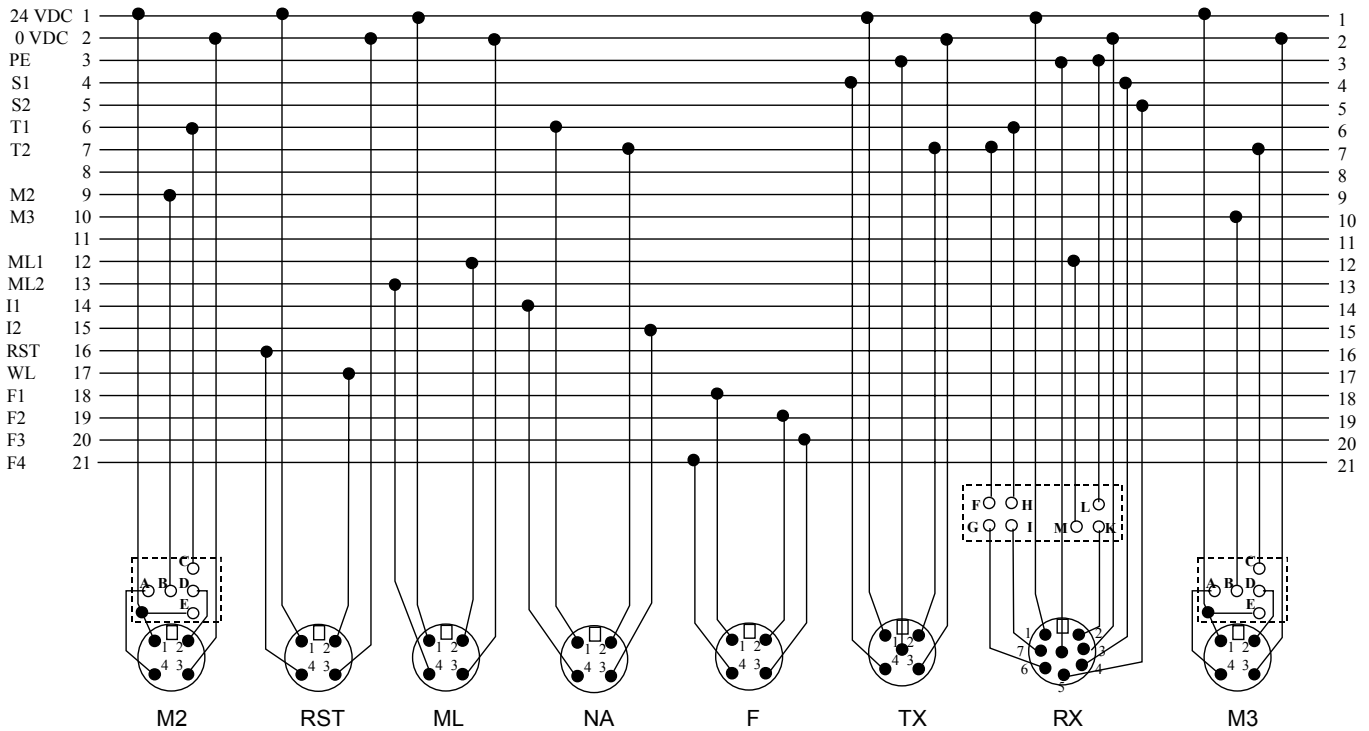 24 VDC 1 1
0 VDC 2 2
PE 3 3
S1 4 4
S2 5 5
T1 6 6
T2 7 7
8 8
M2 9 9
M3 10 10
11 11
ML1 12 12
ML2 13 13
I1 14 14
I2 15 15
RST 16 16
WL 17 17
F1 18 18
F2 19 19
F3 20 20
F4 21 21
F H L
G I M K
C C
A B D A B D
E E
1 2 1 2 1 2 1 2 1 2 1 2 1 2 1 2
4 3 4 3 4 3 4 3 4 3 4 3 7 3 4 3
6 4
5
M2 RST ML NA F TX RX M3